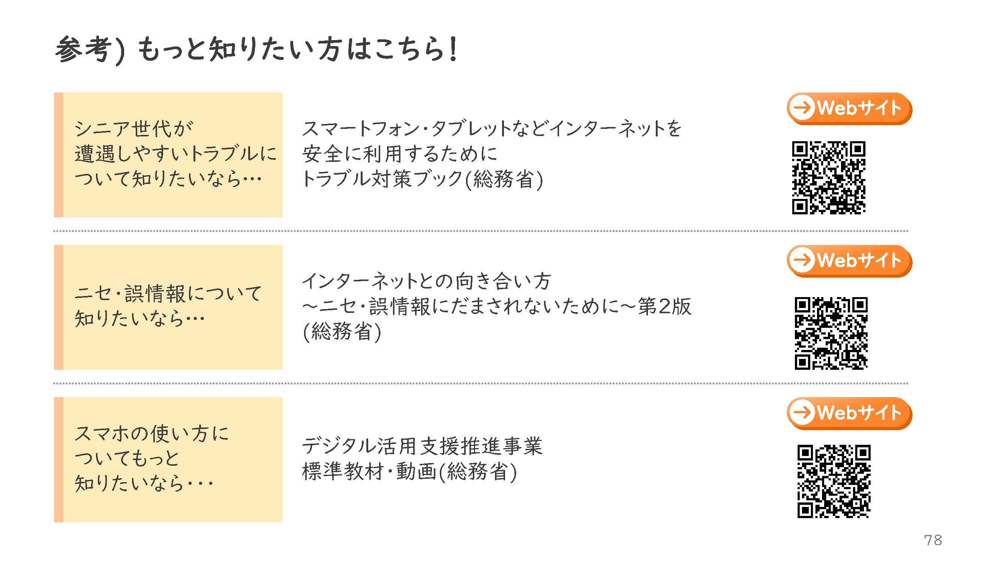 参考) もっと知りたい方はこちら!
シニア世代が
遭遇しやすいトラブルに
ついて知りたいなら…
スマートフォン・タブレットなどインターネットを
安全に利用するために
トラブル対策ブック(総務省)
→Webサイト
ニセ・誤情報について
知りたいなら…
インターネットとの向き合い方
～ニセ・誤情報にだまされないために～第2版
(総務省)
→Webサイト
スマホの使い方に
ついてもっと
知りたいなら・・・
デジタル活用支援推進事業
標準教材・動画(総務省)
→Webサイト
78